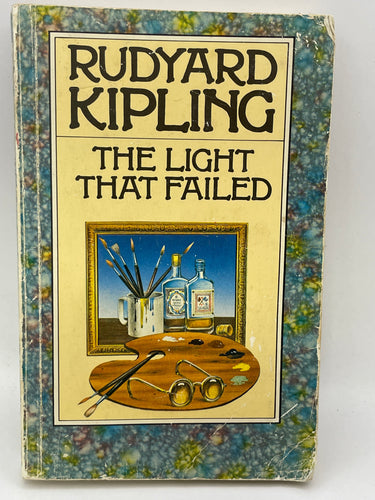 RUDYARD
KIPLING
THE LIGHT
THAT FAILED